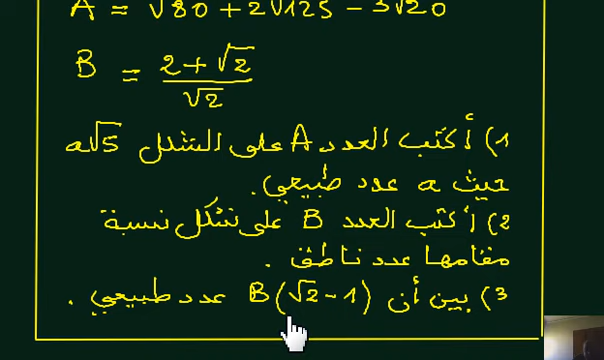 A = √80 + 2√125 - 3√20
B = (2+√2)/√2
1) أكتب العدد A على الشكل a√5
حيث a عدد طبيعي.
2) أكتب العدد B على شكل نسبة
مقامها عدد ناطق.
3) بين أن B(√2-1) عدد طبيعي.